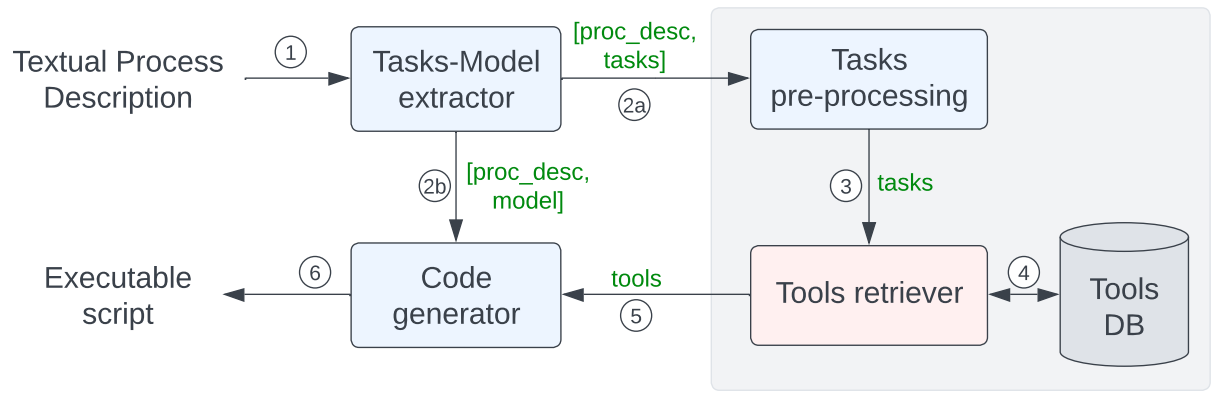 Textual Process
Description
1
Tasks-Model
extractor
[proc_desc,
tasks]
2a
Tasks
pre-processing
2b
[proc_desc,
model]
3
tasks
Executable
script
6
Code
generator
tools
5
Tools retriever
4
Tools
DB